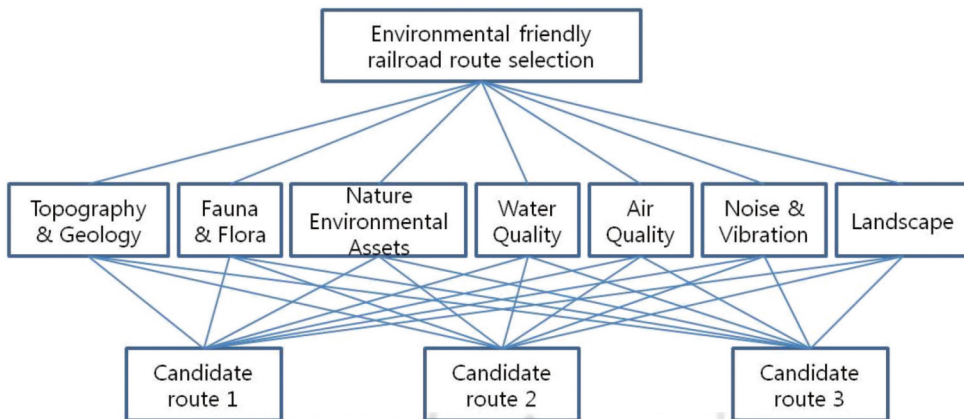 Environmental friendly
railroad route selection
Topography
& Geology
Fauna
& Flora
Nature
Environmental
Assets
Water
Quality
Air
Quality
Noise &
Vibration
Landscape
Candidate
route 1
Candidate
route 2
Candidate
route 3